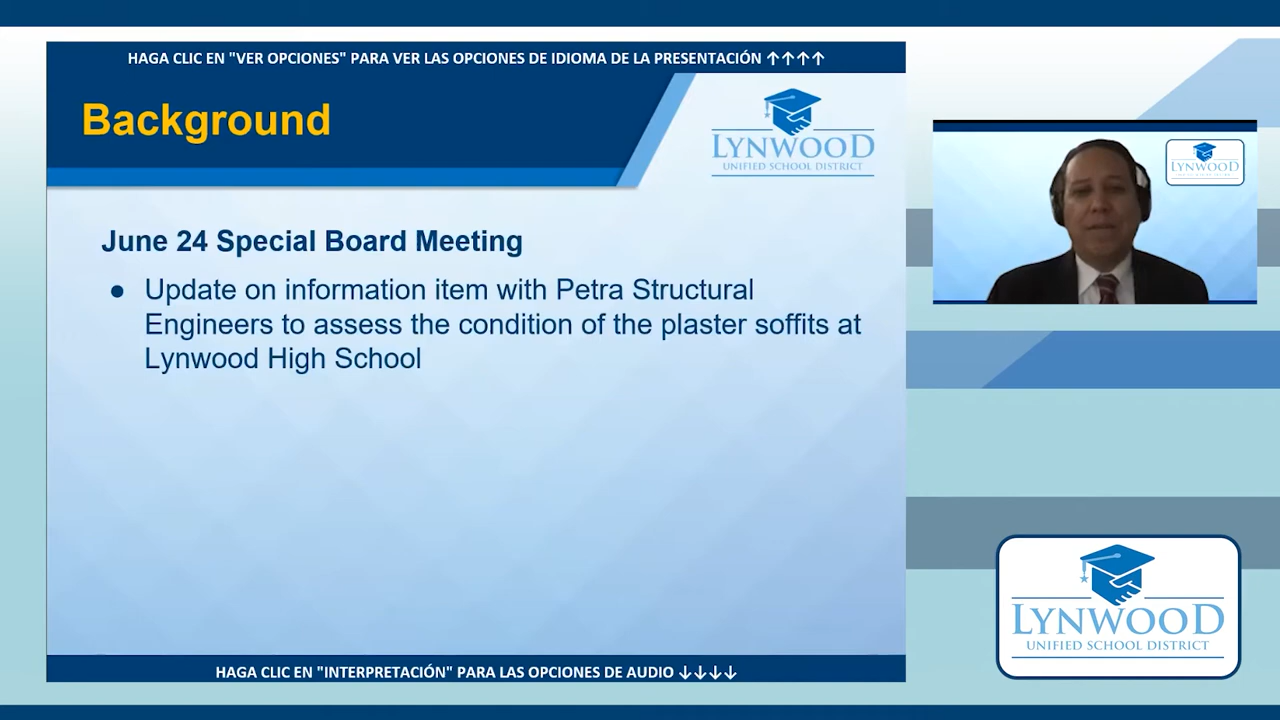 HAGA CLIC EN "VER OPCIONES" PARA VER LAS OPCIONES DE IDIOMA DE LA PRESENTACIÓN ↑↑↑↑
Background
LYNWOOD
UNIFIED SCHOOL DISTRICT
June 24 Special Board Meeting
● Update on information item with Petra Structural
Engineers to assess the condition of the plaster soffits at
Lynwood High School
HAGA CLIC EN "INTERPRETACIÓN" PARA LAS OPCIONES DE AUDIO ↓↓↓↓
LYNWOOD
LYNWOOD
UNIFIED SCHOOL DISTRICT